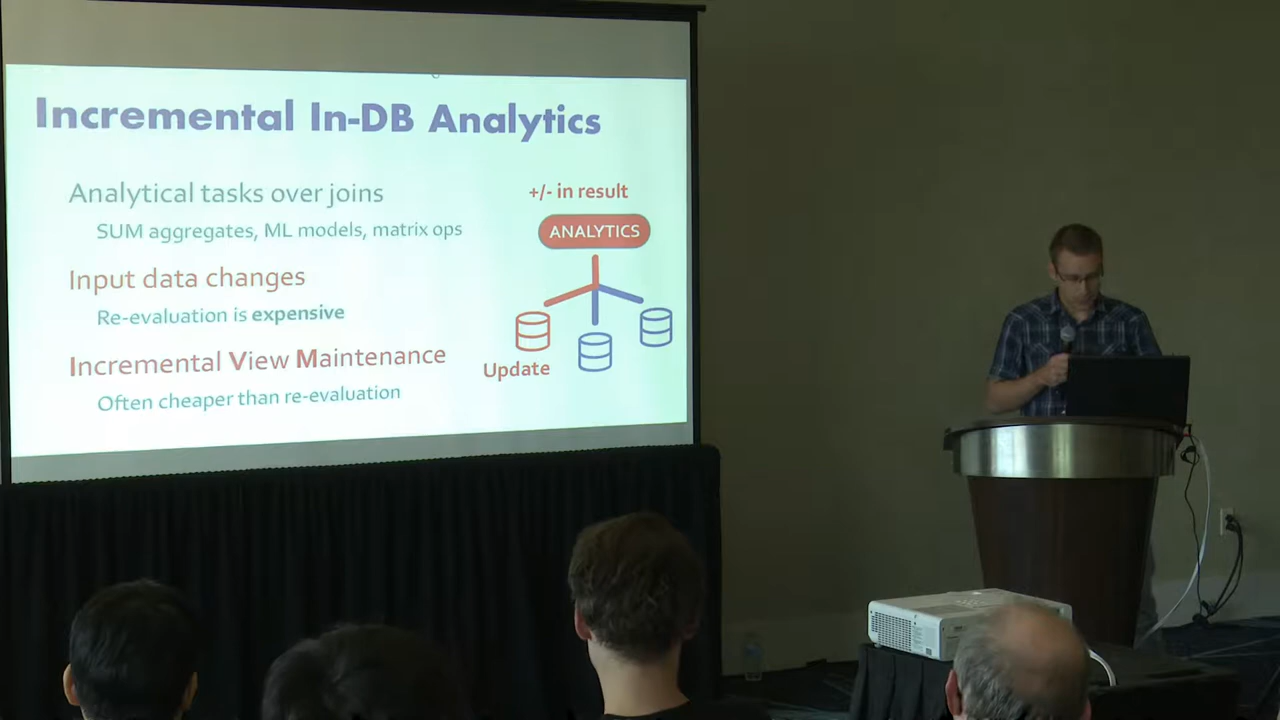 Incremental In-DB Analytics
Analytical tasks over joins
SUM aggregates, ML models, matrix ops
Input data changes
Re-evaluation is expensive
Incremental View Maintenance
Often cheaper than re-evaluation
+/- in result
ANALYTICS
Update